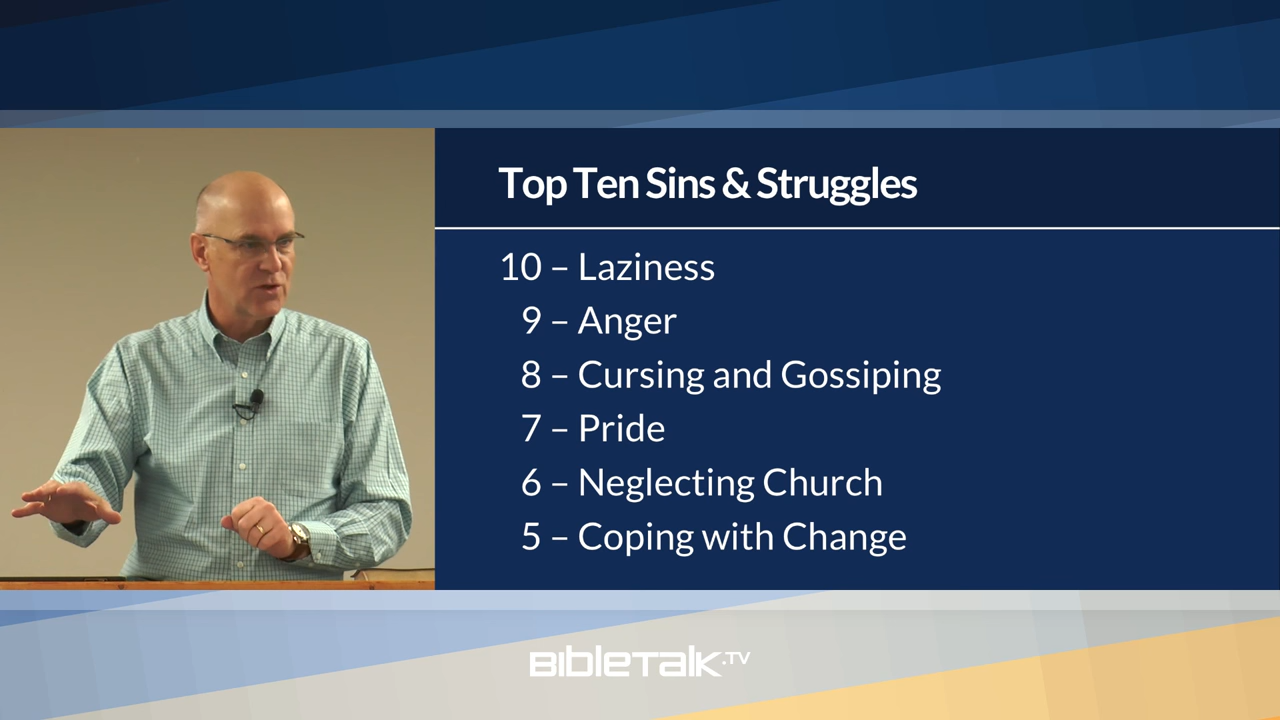 Top Ten Sins & Struggles
10 – Laziness
9 – Anger
8 – Cursing and Gossiping
7 – Pride
6 – Neglecting Church
5 – Coping with Change
BibleTalk.TV